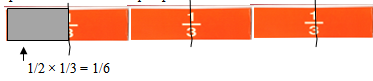 1/3 1/3 1/3
1/2 × 1/3 = 1/6